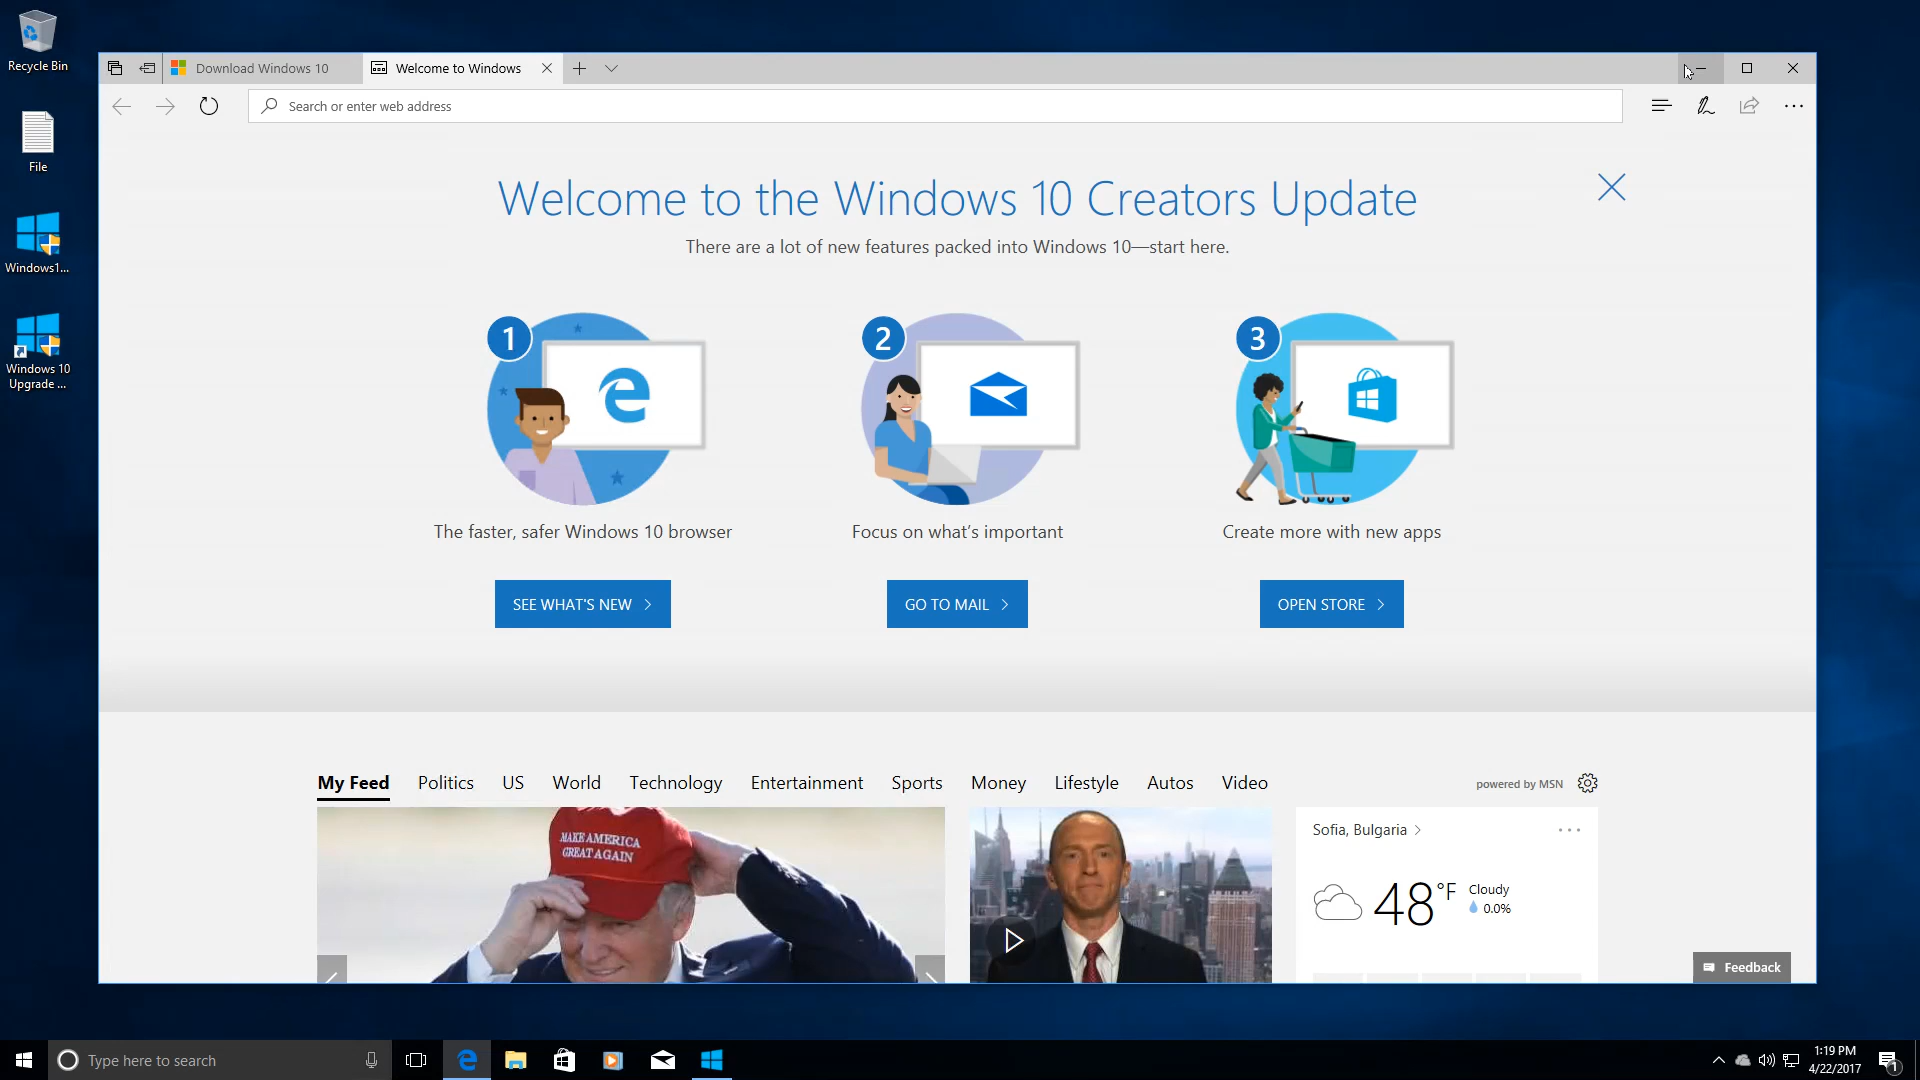 Recycle Bin
File
Windows1...
Windows 10
Upgrade ...
Download Windows 10
Welcome to Windows
Search or enter web address
Welcome to the Windows 10 Creators Update
There are a lot of new features packed into Windows 10—start here.
1
2
3
The faster, safer Windows 10 browser
Focus on what's important
Create more with new apps
SEE WHAT'S NEW
GO TO MAIL
OPEN STORE
My Feed Politics US World Technology Entertainment Sports Money Lifestyle Autos Video
powered by MSN
MAKE AMERICA
GREAT AGAIN
Sofia, Bulgaria
48°F
Cloudy
0.0%
Feedback
Type here to search
1:19 PM
4/22/2017
1